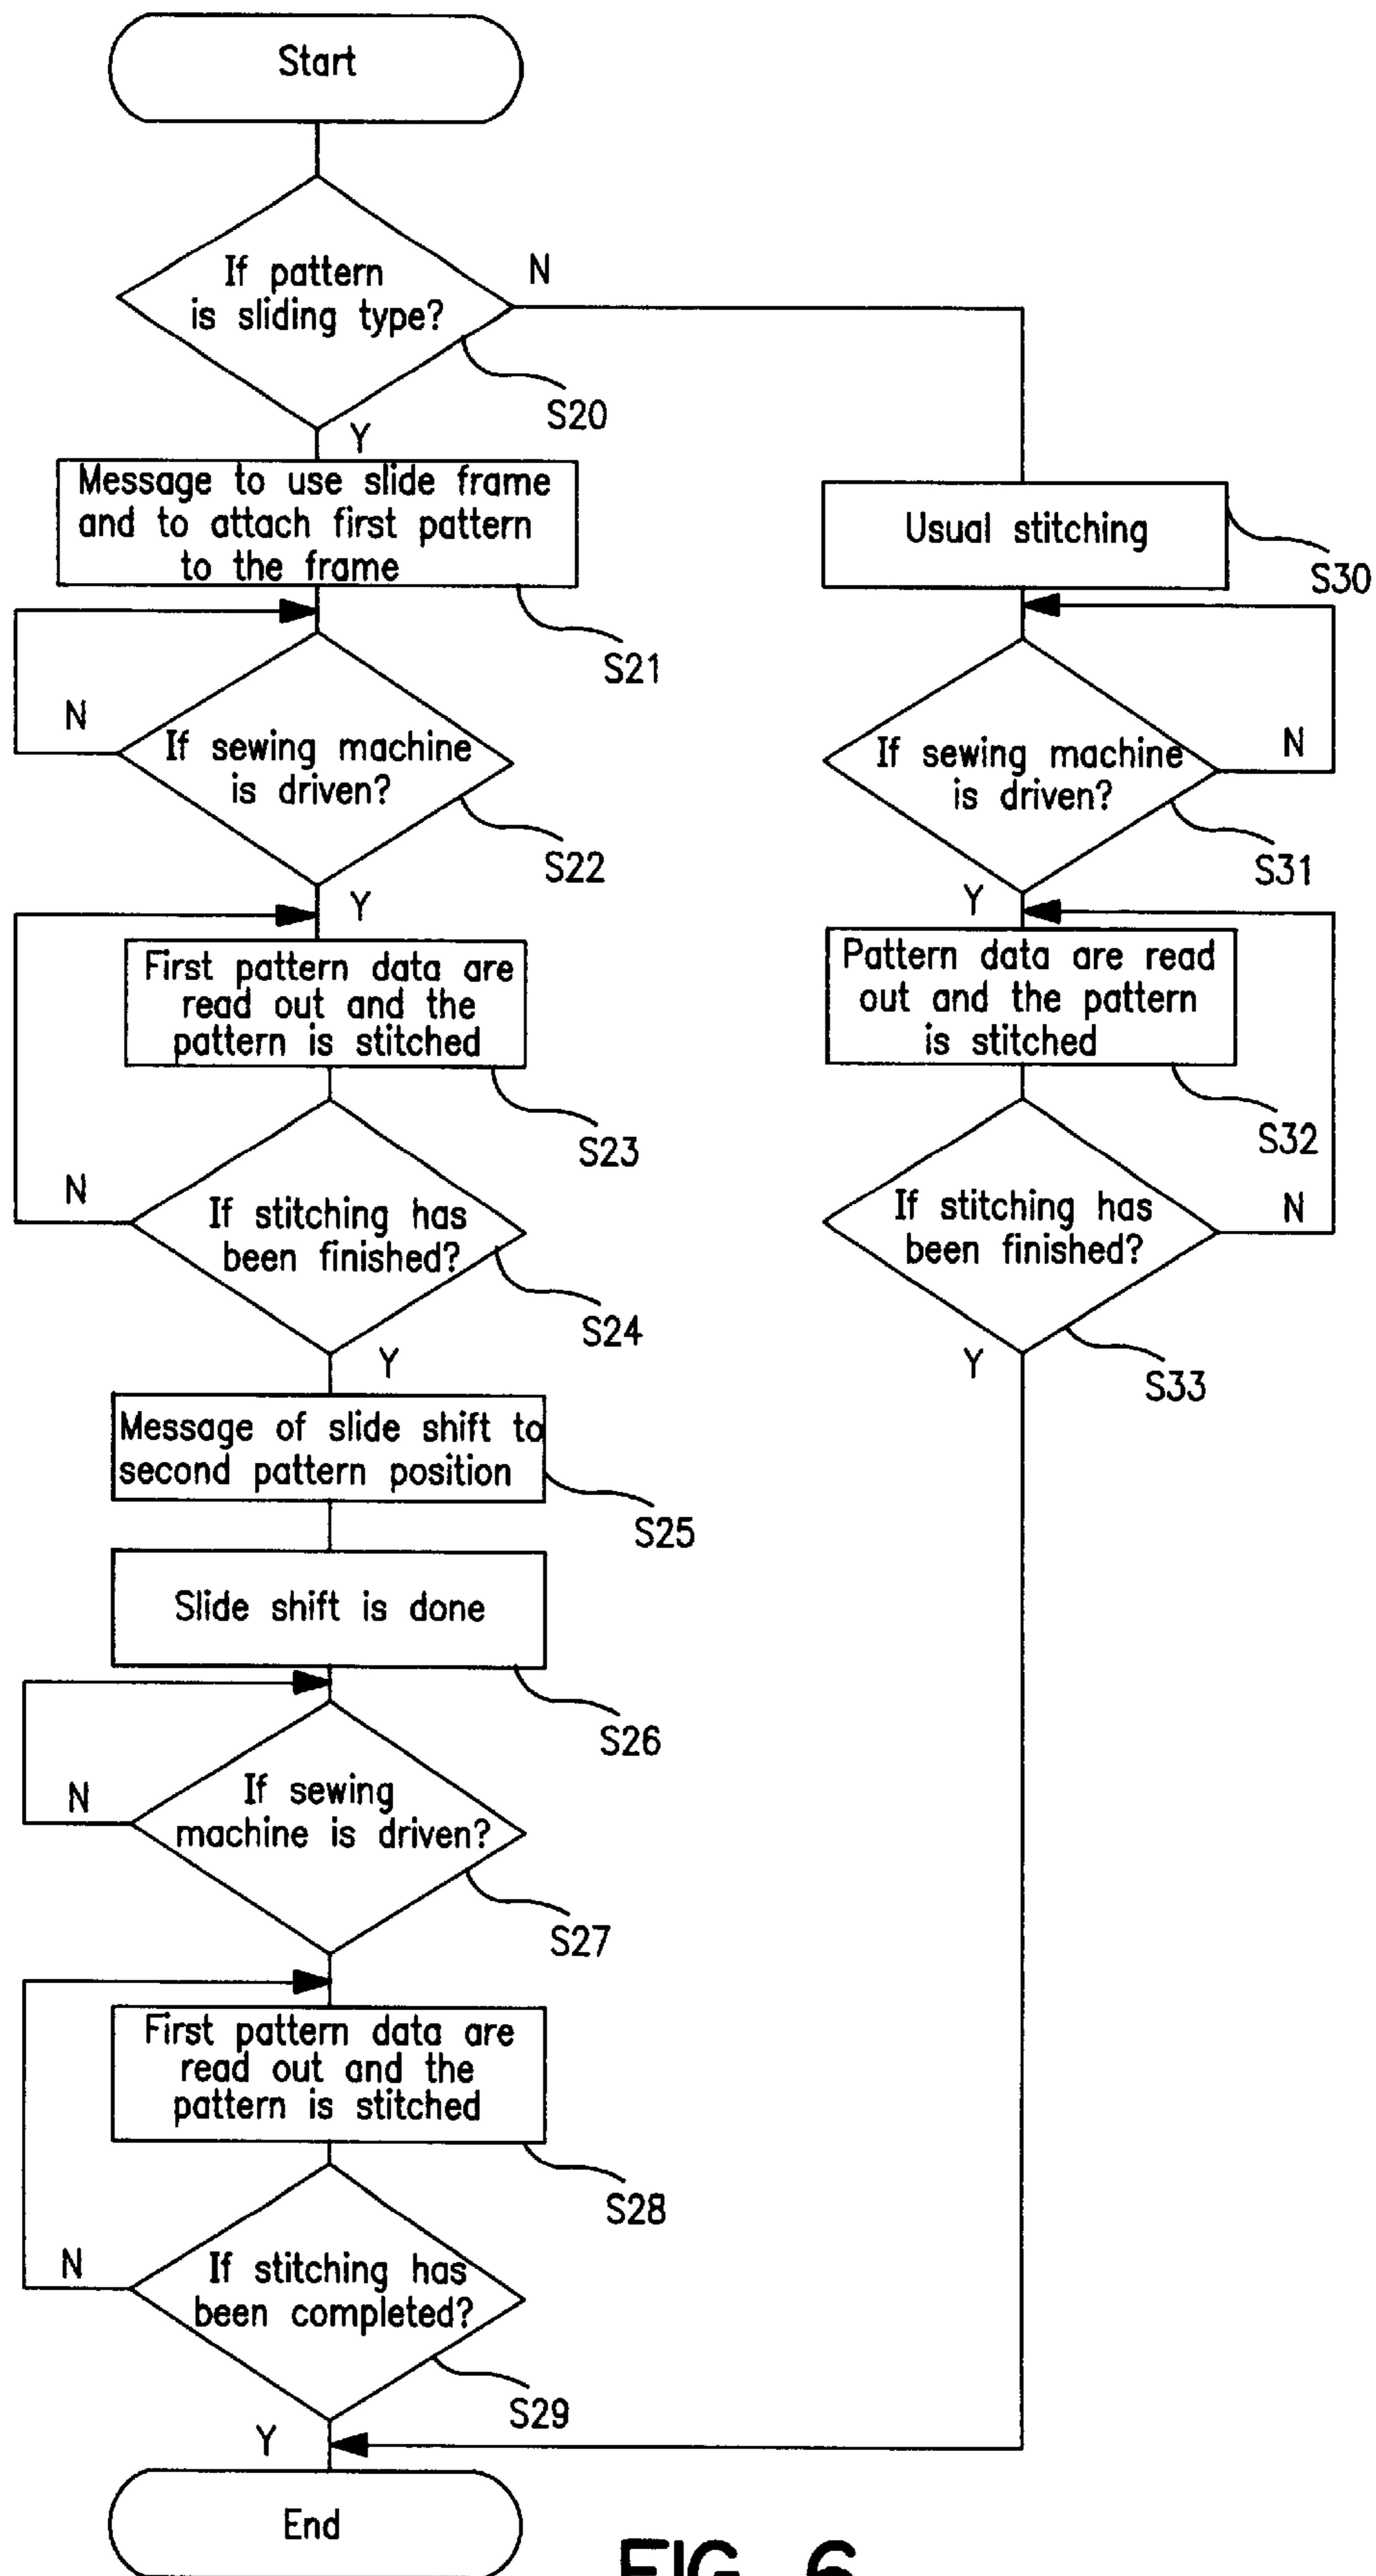 Start
If pattern
is sliding type?
N
S20
Y
Message to use slide frame
and to attach first pattern
to the frame
S21
If sewing machine
is driven?
N
S22
Y
First pattern data are
read out and the
pattern is stitched
S23
If stitching has
been finished?
N
S24
Y
Message of slide shift to
second pattern position
S25
Slide shift is done
S26
If sewing
machine is driven?
N
S27
First pattern data are
read out and the
pattern is stitched
S28
If stitching has
been completed?
N
S29
Y
End
Usual stitching
S30
If sewing machine
is driven?
N
S31
Y
Pattern data are read
out and the pattern
is stitched
S32
If stitching has
been finished?
N
S33
Y
FIG. 6